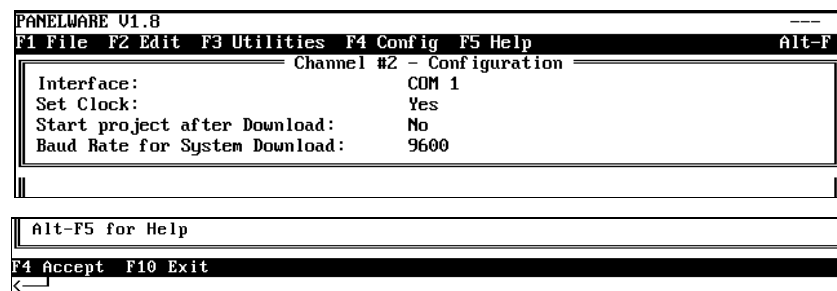 PANELWARE V1.8 ---
F1 File F2 Edit F3 Utilities F4 Config F5 Help Alt-F
Channel #2 - Configuration
Interface: COM 1
Set Clock: Yes
Start project after Download: No
Baud Rate for System Download: 9600
Alt-F5 for Help
F4 Accept F10 Exit